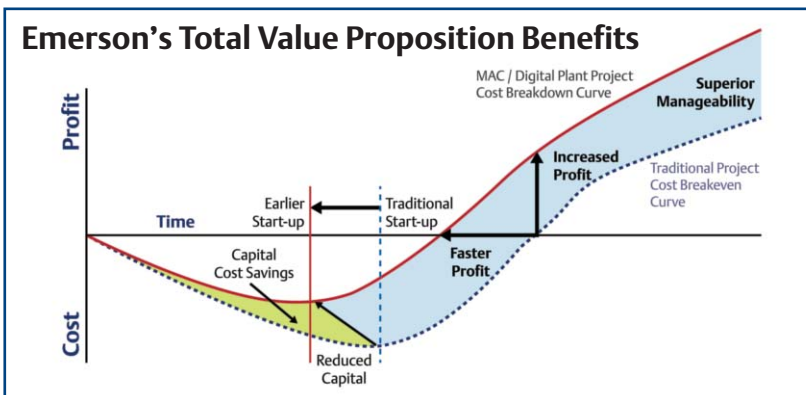 Emerson’s Total Value Proposition Benefits
MAC / Digital Plant Project
Cost Breakdown Curve
Superior
Manageability
Profit
Increased
Profit
Traditional Project
Cost Breakeven
Curve
Earlier
Start-up
Traditional
Start-up
Time
Capital
Cost Savings
Faster
Profit
Cost
Reduced
Capital